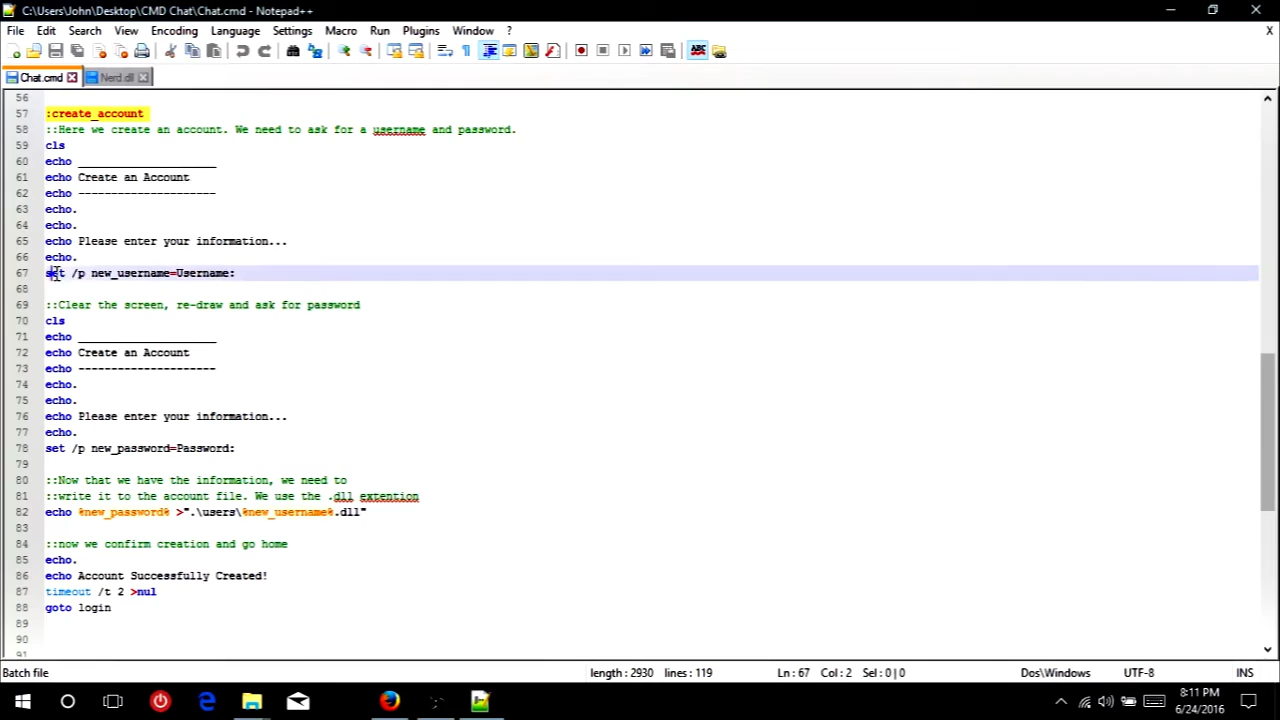 C:\Users\John\Desktop\CMD Chat\Chat.cmd - Notepad++
File Edit Search View Encoding Language Settings Macro Run Plugins Window ? X
Chat.cmd Nerd.dll
56
57 :create_account
58 ::Here we create an account. We need to ask for a username and password.
59 cls
60 echo _____________________
61 echo Create an Account
62 echo ---------------------
63 echo.
64 echo.
65 echo Please enter your information...
66 echo.
67 set /p new_username=Username:
68
69 ::Clear the screen, re-draw and ask for password
70 cls
71 echo _____________________
72 echo Create an Account
73 echo ---------------------
74 echo.
75 echo.
76 echo Please enter your information...
77 echo.
78 set /p new_password=Password:
79
80 ::Now that we have the information, we need to
81 ::write it to the account file. We use the .dll extention
82 echo %new_password% >".\users\%new_username%.dll"
83
84 ::now we confirm creation and go home
85 echo.
86 echo Account Successfully Created!
87 timeout /t 2 >nul
88 goto login
89
90
91
Batch file length : 2930 lines : 119 Ln : 67 Col : 2 Sel : 0 | 0 Dos\Windows UTF-8 INS
8:11 PM
6/24/2016